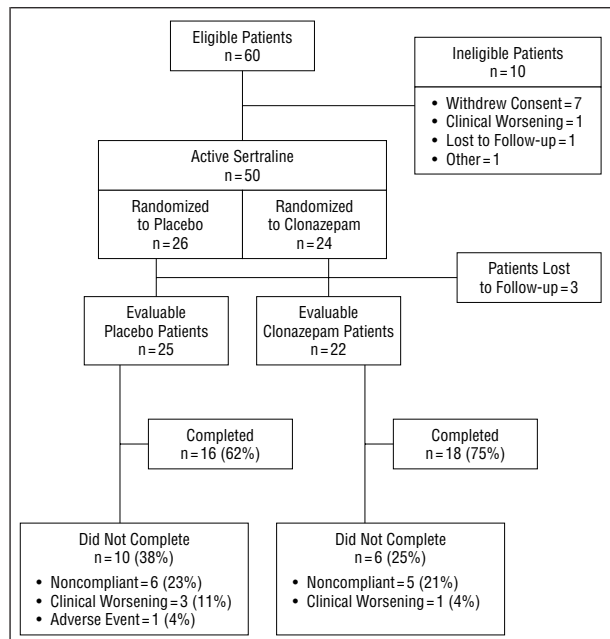 Eligible Patients
n=60
Ineligible Patients
n=10
• Withdrew Consent=7
• Clinical Worsening=1
• Lost to Follow-up=1
• Other=1
Active Sertraline
n=50
Randomized
to Placebo
n=26
Randomized
to Clonazepam
n=24
Patients Lost
to Follow-up=3
Evaluable
Placebo Patients
n=25
Evaluable
Clonazepam Patients
n=22
Completed
n=16 (62%)
Completed
n=18 (75%)
Did Not Complete
n=10 (38%)
• Noncompliant=6 (23%)
• Clinical Worsening=3 (11%)
• Adverse Event=1 (4%)
Did Not Complete
n=6 (25%)
• Noncompliant=5 (21%)
• Clinical Worsening=1 (4%)